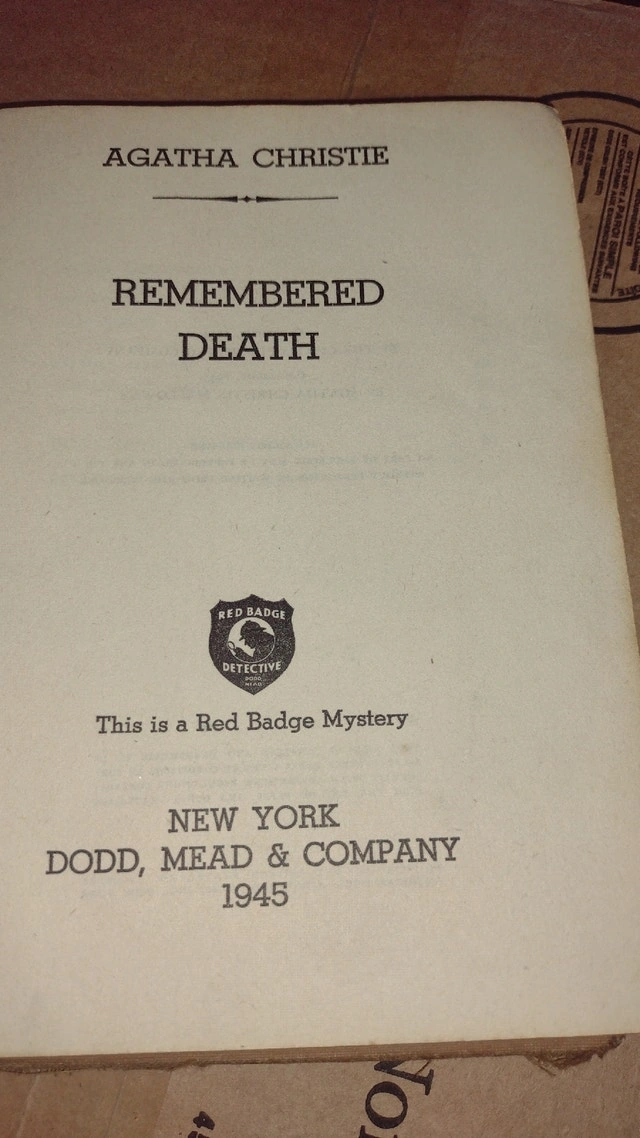 AGATHA CHRISTIE
REMEMBERED
DEATH
RED BADGE
DETECTIVE
DODD
MEAD
This is a Red Badge Mystery
NEW YORK
DODD, MEAD & COMPANY
1945